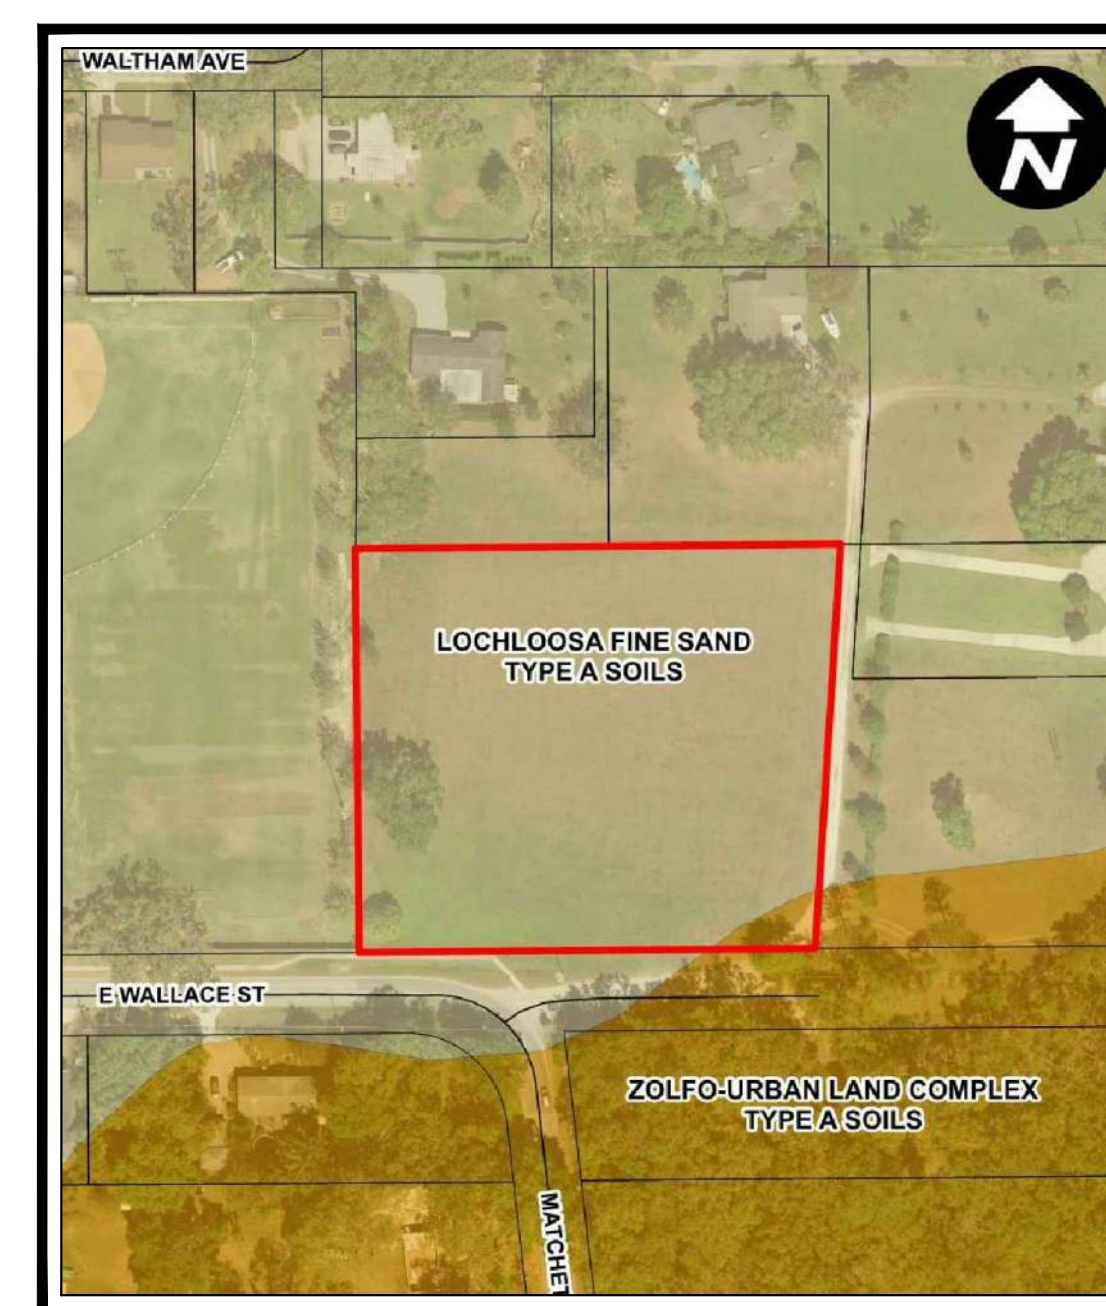 WALTHAM AVE
N
LOCHLOOSA FINE SAND
TYPE A SOILS
E WALLACE ST
ZOLFO-URBAN LAND COMPLEX
TYPE A SOILS
MATCHET